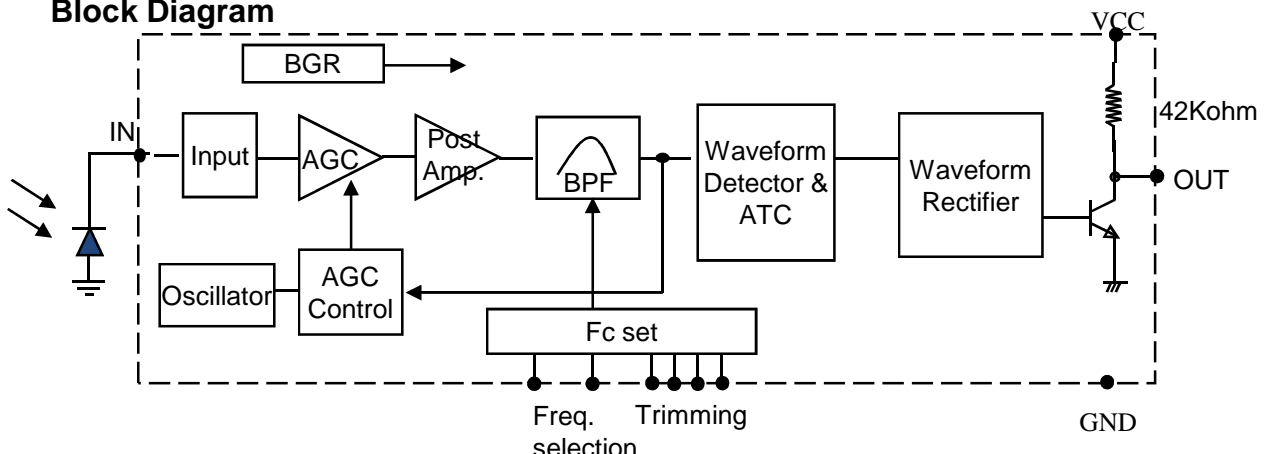 Block Diagram
VCC
BGR
42Kohm
IN
Input
AGC
Post
Amp.
BPF
Waveform
Detector &
ATC
Waveform
Rectifier
OUT
Oscillator
AGC
Control
Fc set
Freq.
selection
Trimming
GND